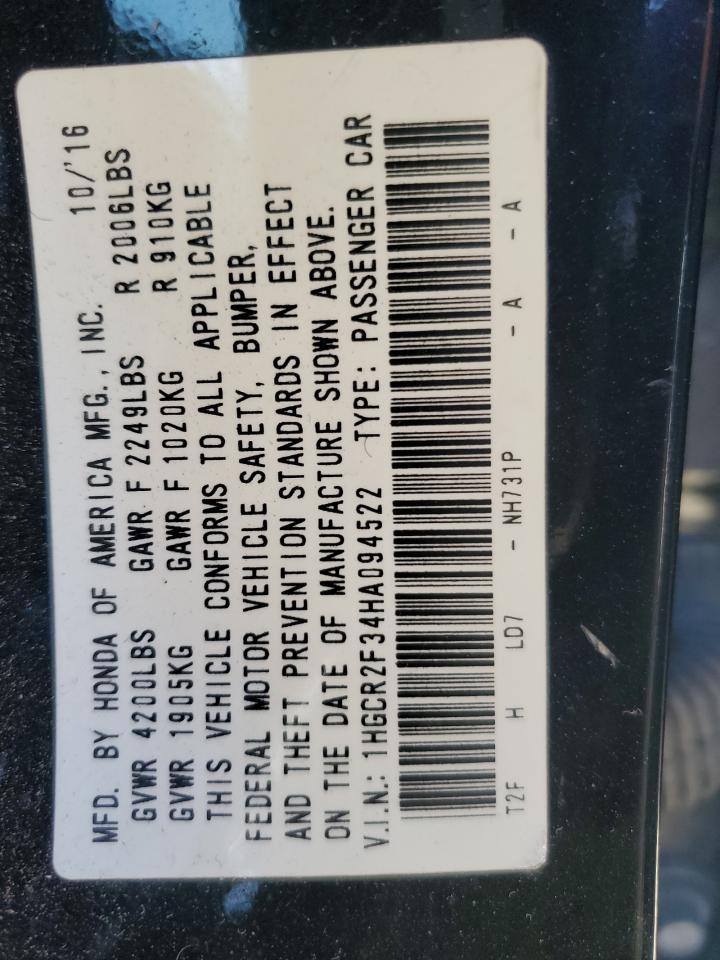 MFD. BY HONDA OF AMERICA MFG., INC. 10/'16
GVWR 4200LBS GAWR F 2249LBS R 2006LBS
GVWR 1905KG GAWR F 1020KG R 910KG
THIS VEHICLE CONFORMS TO ALL APPLICABLE
FEDERAL MOTOR VEHICLE SAFETY, BUMPER,
AND THEFT PREVENTION STANDARDS IN EFFECT
ON THE DATE OF MANUFACTURE SHOWN ABOVE.
V.I.N.: 1HGCR2F34HA094522 TYPE: PASSENGER CAR
T2F H LD7 - NH731P - A - A